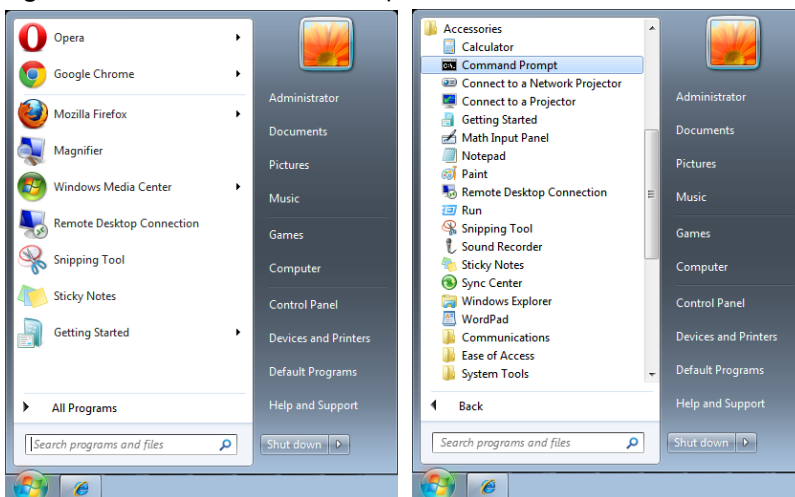 Opera
Google Chrome
Mozilla Firefox
Magnifier
Windows Media Center
Remote Desktop Connection
Snipping Tool
Sticky Notes
Getting Started
All Programs
Search programs and files
Administrator
Documents
Pictures
Music
Games
Computer
Control Panel
Devices and Printers
Default Programs
Help and Support
Shut down
Accessories
Calculator
Command Prompt
Connect to a Network Projector
Connect to a Projector
Getting Started
Math Input Panel
Notepad
Paint
Remote Desktop Connection
Run
Snipping Tool
Sound Recorder
Sticky Notes
Sync Center
Windows Explorer
WordPad
Communications
Ease of Access
System Tools
Back
Search programs and files
Administrator
Documents
Pictures
Music
Games
Computer
Control Panel
Devices and Printers
Default Programs
Help and Support
Shut down